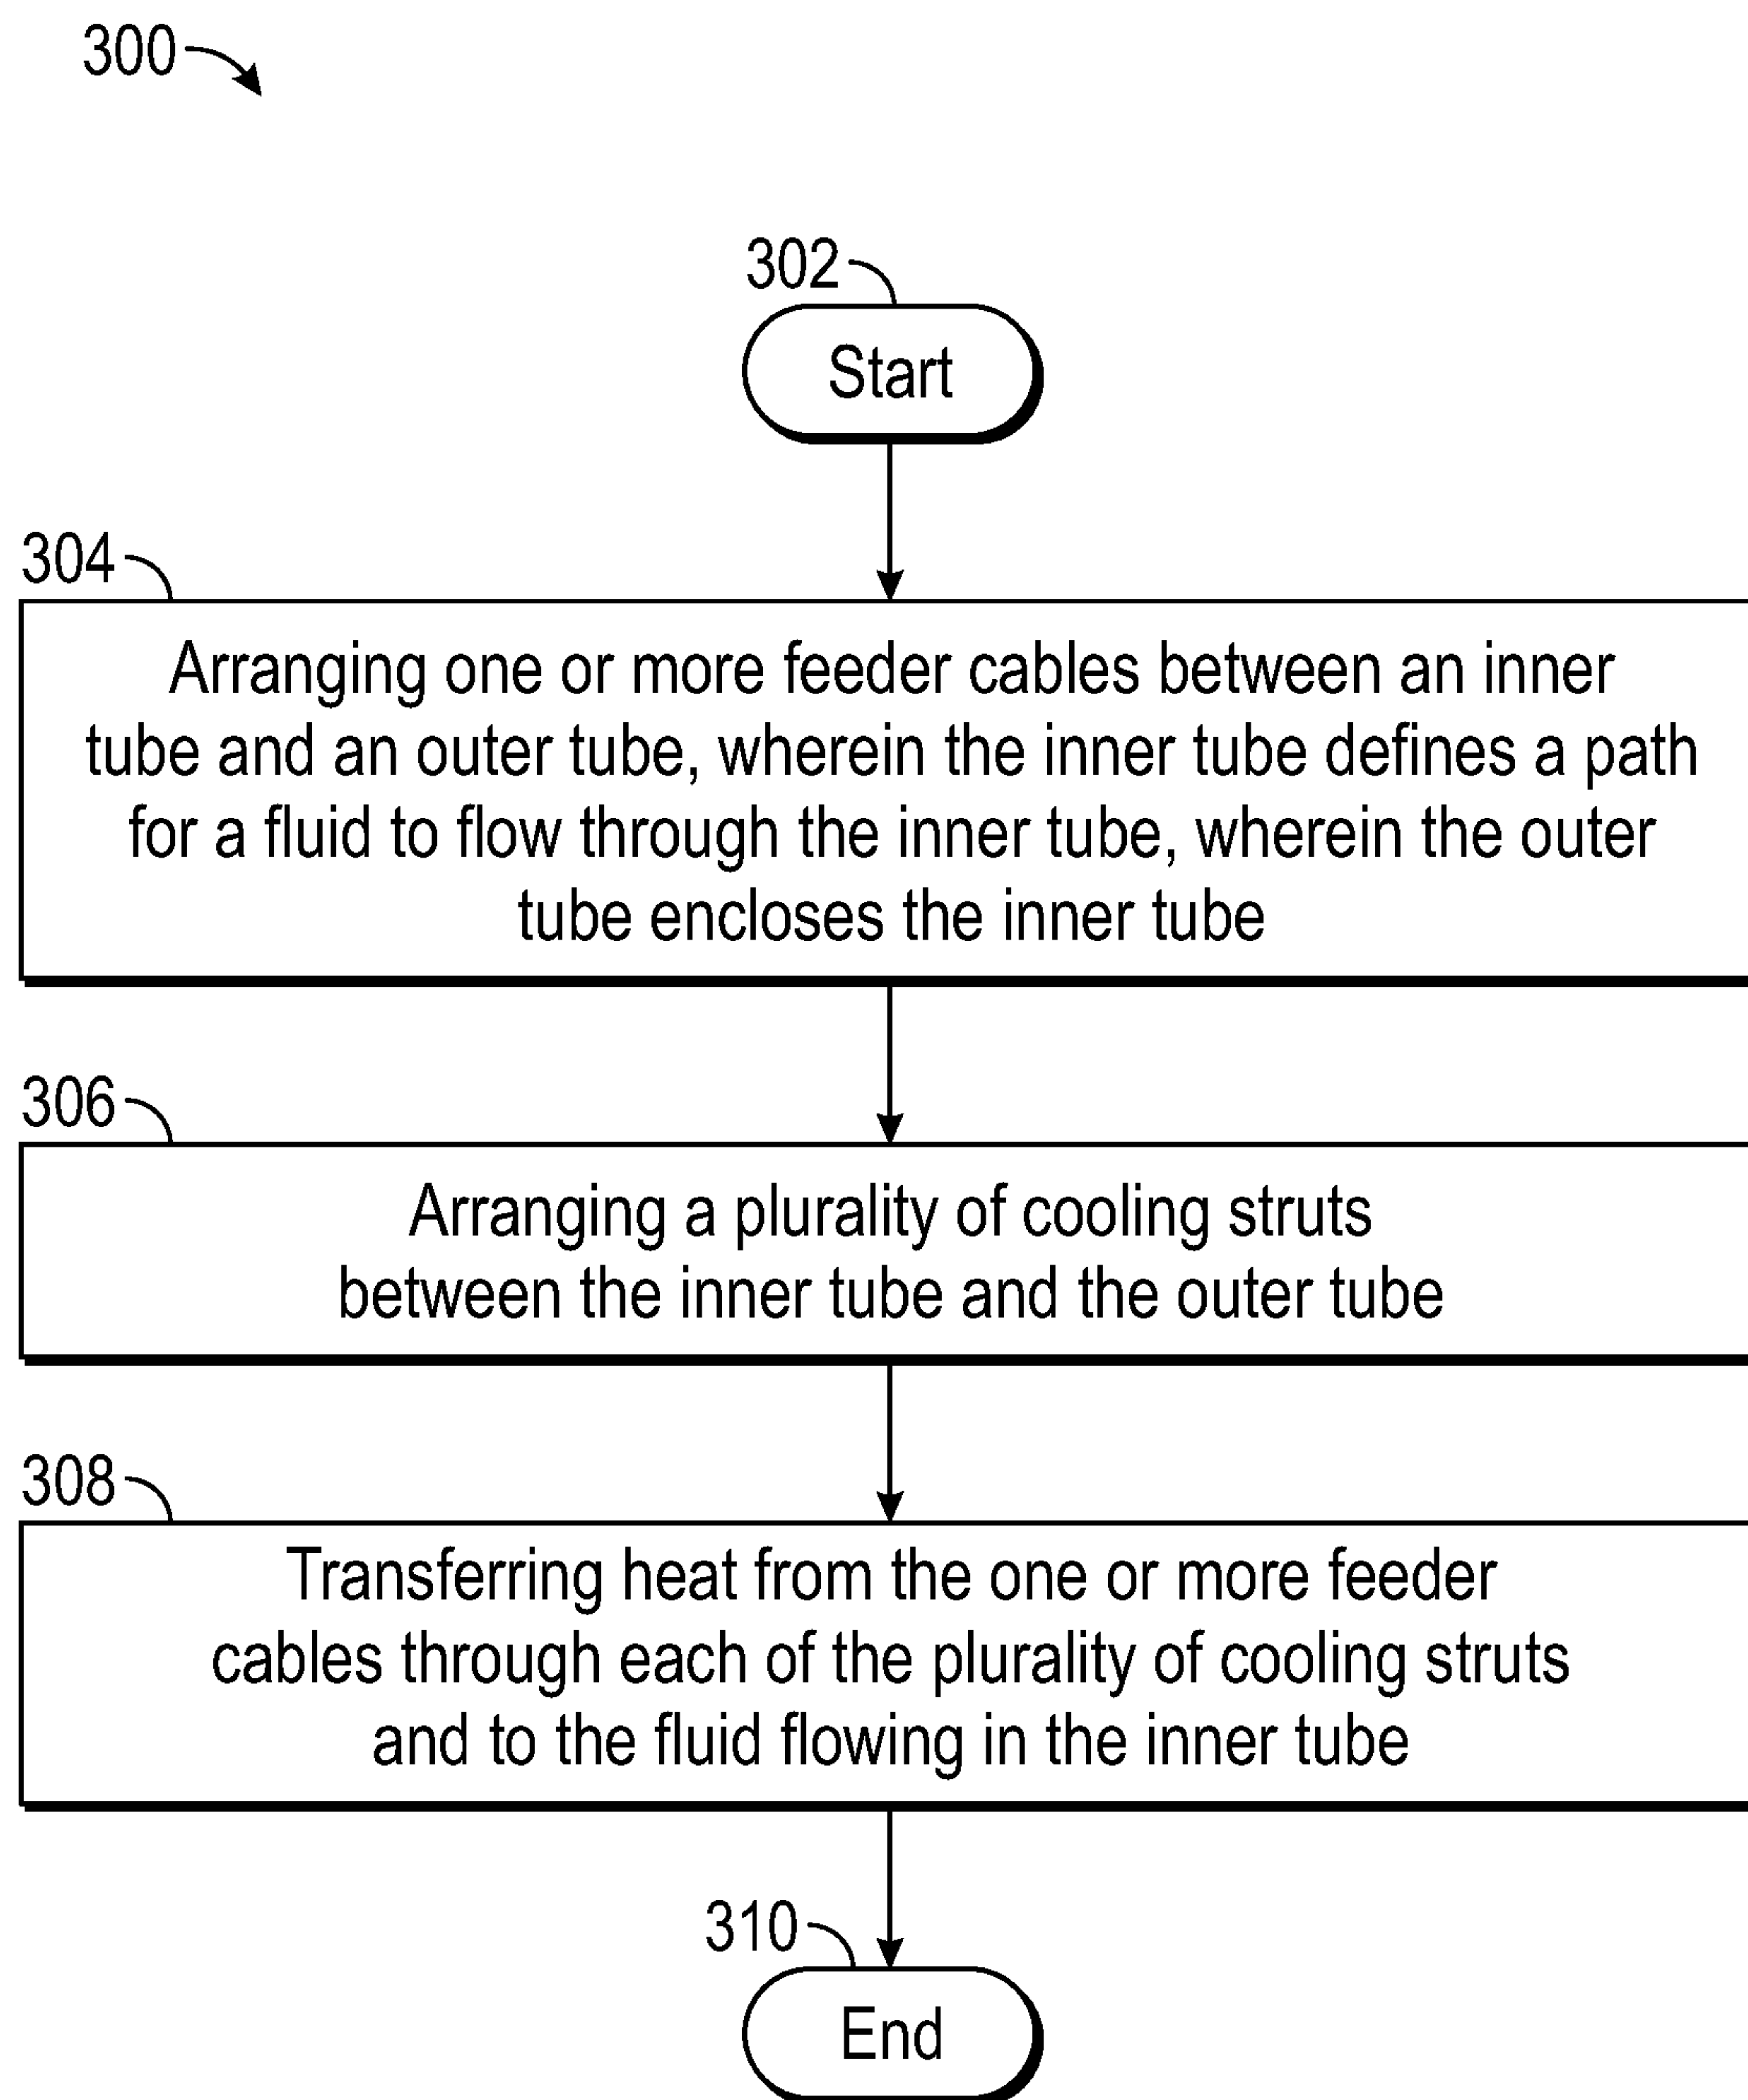 300
302
Start
304
Arranging one or more feeder cables between an inner
tube and an outer tube, wherein the inner tube defines a path
for a fluid to flow through the inner tube, wherein the outer
tube encloses the inner tube
306
Arranging a plurality of cooling struts
between the inner tube and the outer tube
308
Transferring heat from the one or more feeder
cables through each of the plurality of cooling struts
and to the fluid flowing in the inner tube
310
End